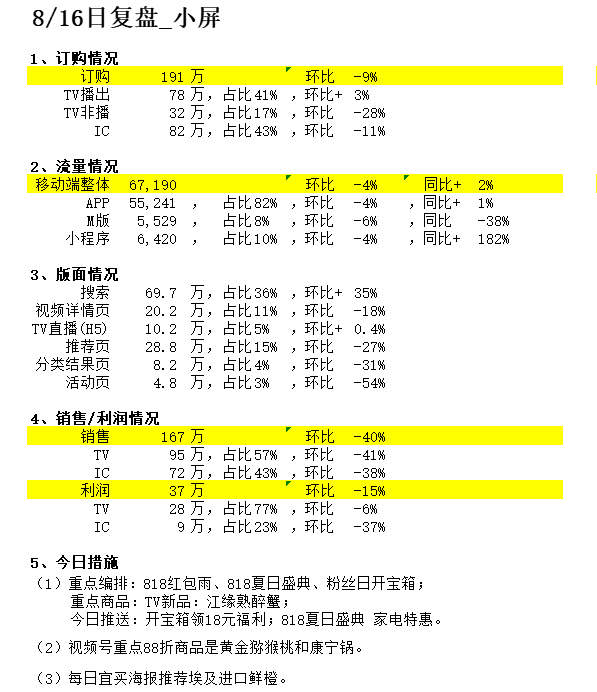 8/16日复盘_小屏
1、订购情况
订购 191 万 环比 -9%
TV播出 78 万，占比41% ，环比+ 3%
TV非播 32 万，占比17% ，环比 -28%
IC 82 万，占比43% ，环比 -11%
2、流量情况
移动端整体 67,190 环比 -4% 同比+ 2%
APP 55,241 ， 占比82% ，环比 -4% ，同比+ 1%
M版 5,529 ， 占比8% ，环比 -6% ，同比 -38%
小程序 6,420 ， 占比10% ，环比 -4% ，同比+ 182%
3、版面情况
搜索 69.7 万，占比36% ，环比+ 35%
视频详情页 20.2 万，占比11% ，环比 -18%
TV直播(H5) 10.2 万，占比5% ，环比+ 0.4%
推荐页 28.8 万，占比15% ，环比 -27%
分类结果页 8.2 万，占比4% ，环比 -31%
活动页 4.8 万，占比3% ，环比 -54%
4、销售/利润情况
销售 167 万 环比 -40%
TV 95 万，占比57% ，环比 -41%
IC 72 万，占比43% ，环比 -38%
利润 37 万 环比 -15%
TV 28 万，占比77% ，环比 -6%
IC 9 万，占比23% ，环比 -37%
5、今日措施
（1）重点编排：818红包雨、818夏日盛典、粉丝日开宝箱；
重点商品：TV新品：江缘熟醉蟹；
今日推送：开宝箱领18元福利；818夏日盛典 家电特惠。
（2）视频号重点88折商品是黄金猕猴桃和康宁锅。
（3）每日宜买海报推荐埃及进口鲜橙。